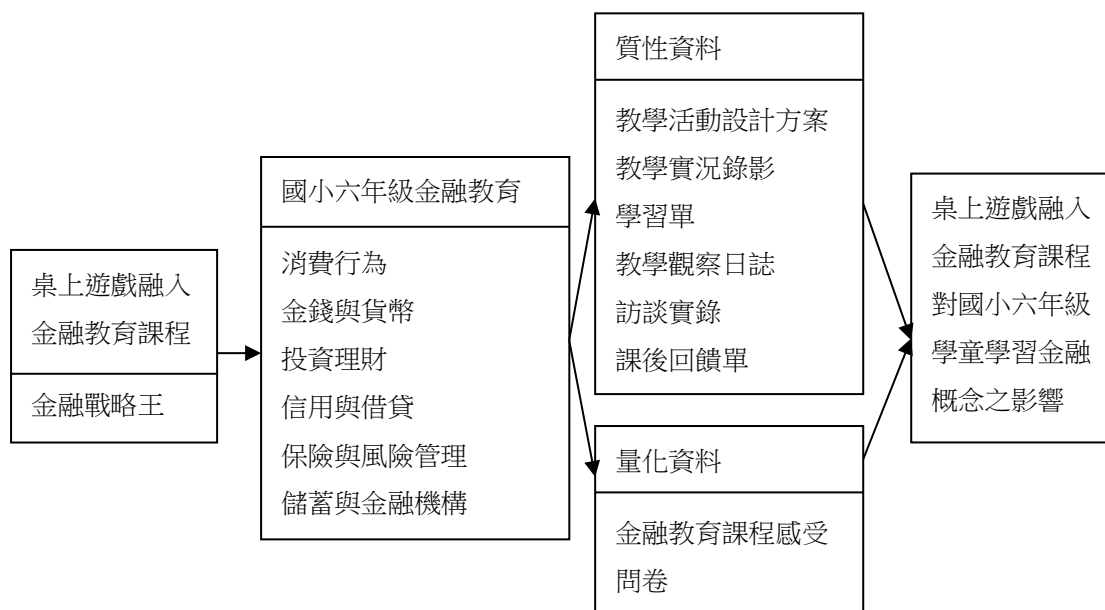 桌上遊戲融入
金融教育課程
金融戰略王
國小六年級金融教育
消費行為
金錢與貨幣
投資理財
信用與借貸
保險與風險管理
儲蓄與金融機構
質性資料
教學活動設計方案
教學實況錄影
學習單
教學觀察日誌
訪談實錄
課後回饋單
量化資料
金融教育課程感受
問卷
桌上遊戲融入
金融教育課程
對國小六年級
學童學習金融
概念之影響